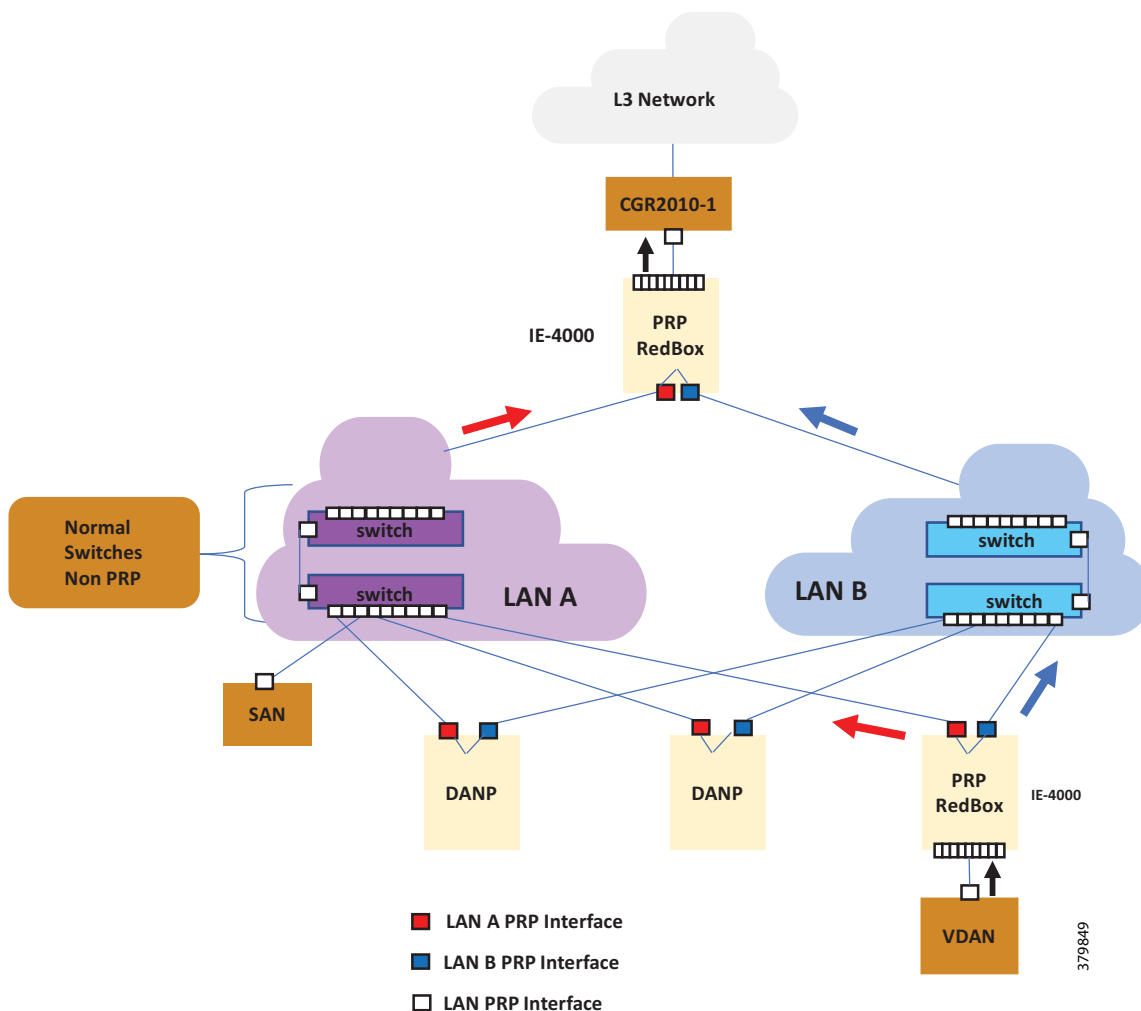 L3 Network
CGR2010-1
IE-4000
PRP
RedBox
Normal
Switches
Non PRP
switch
switch
LAN A
switch
switch
LAN B
SAN
DANP
DANP
PRP
RedBox
IE-4000
VDAN
LAN A PRP Interface
LAN B PRP Interface
LAN PRP Interface
379849